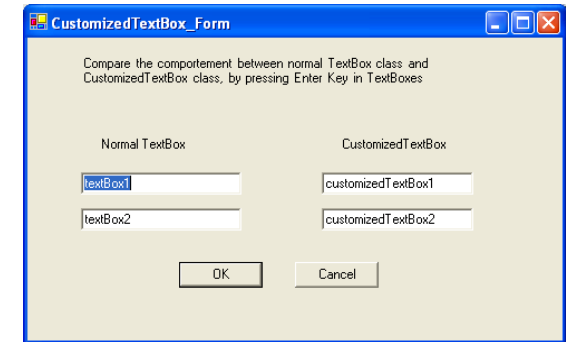 CustomizedTextBox_Form
Compare the comportement between normal TextBox class and
CustomizedTextBox class, by pressing Enter Key in TextBoxes
Normal TextBox
CustomizedTextBox
textBox1
customizedTextBox1
textBox2
customizedTextBox2
OK
Cancel